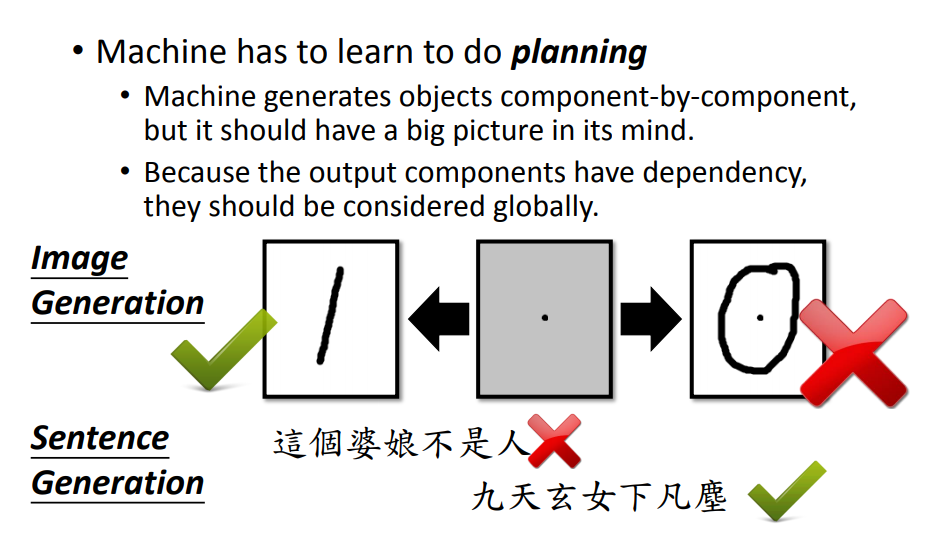 • Machine has to learn to do planning
• Machine generates objects component-by-component,
but it should have a big picture in its mind.
• Because the output components have dependency,
they should be considered globally.
Image
Generation
Sentence
Generation
這個婆娘不是人
九天玄女下凡塵